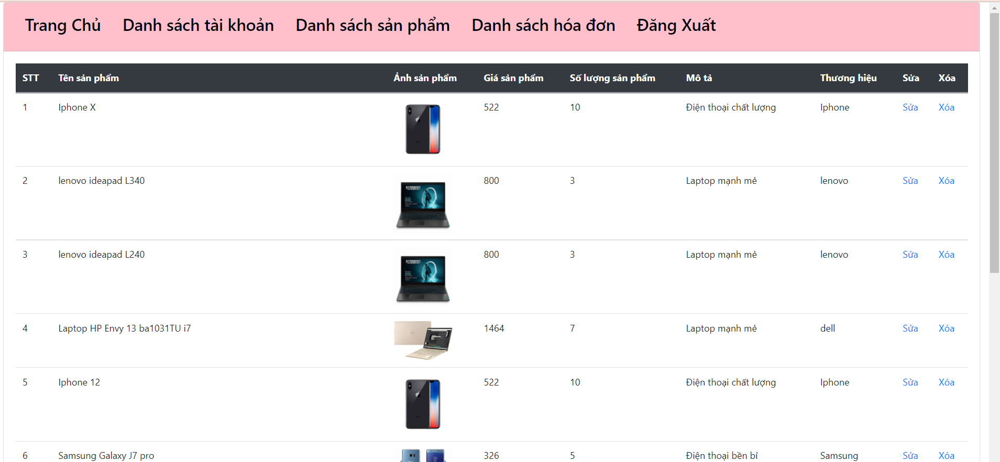 Trang Chủ Danh sách tài khoản Danh sách sản phẩm Danh sách hóa đơn Đăng Xuất
STT Tên sản phẩm Ảnh sản phẩm Giá sản phẩm Số lượng sản phẩm Mô tả Thương hiệu Sửa Xóa
1 Iphone X 522 10 Điện thoại chất lượng Iphone Sửa Xóa
2 lenovo ideapad L340 800 3 Laptop mạnh mẻ lenovo Sửa Xóa
3 lenovo ideapad L240 800 3 Laptop mạnh mẻ lenovo Sửa Xóa
4 Laptop HP Envy 13 ba1031TU i7 1464 7 Laptop mạnh mẻ dell Sửa Xóa
5 Iphone 12 522 10 Điện thoại chất lượng Iphone Sửa Xóa
6 Samsung Galaxy J7 pro 326 5 Điện thoại bền bỉ Samsung Sửa Xóa